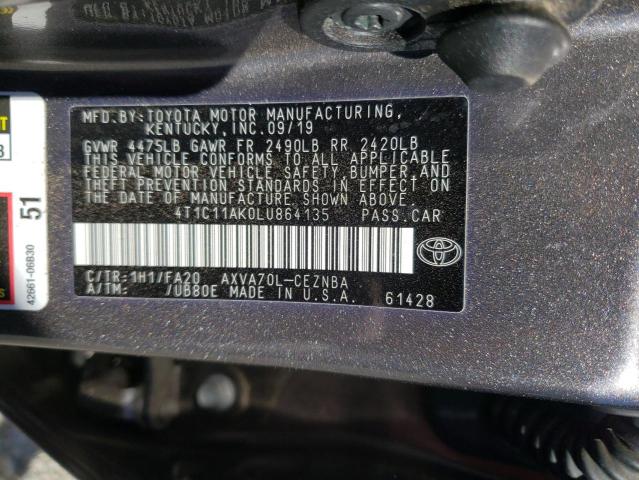 MFD.BY:TOYOTA MOTOR MANUFACTURING,
KENTUCKY,INC.09/19
GVWR 4475LB GAWR FR 2490LB RR 2420LB
THIS VEHICLE CONFORMS TO ALL APPLICABLE
FEDERAL MOTOR VEHICLE SAFETY,BUMPER,AND
THEFT PREVENTION STANDARDS IN EFFECT ON
THE DATE OF MANUFACTURE SHOWN ABOVE.
4T1C11AK0LU864135 PASS.CAR
C/TR:1H1/FA20 AXVA70L-CEZNBA
A/TM: /UB80E MADE IN U.S.A. 61428
51
42661-06B30